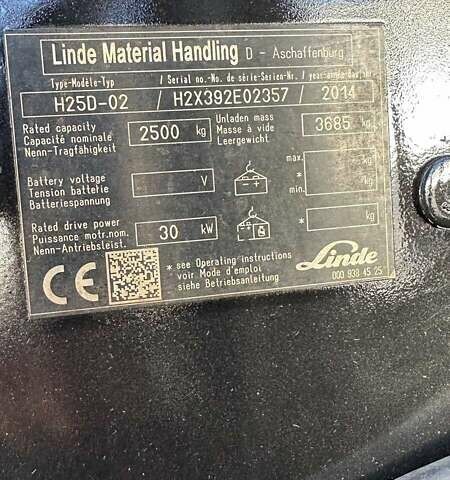 Linde Material Handling D - Aschaffenburg
Type-Modèle-Typ / Serial no.-No. de série-Serien-Nr. / year-année-Baujahr
H25D-02 / H2X392E02357 / 2014
Rated capacity
Capacité nominale 2500 kg
Nenn-Tragfähigkeit
Unladen mass
Masse à vide 3685 kg
Leergewicht
Battery voltage
Tension batterie V
Batteriespannung
max. kg
*
min. kg
Rated drive power
Puissance motr.nom. 30 kW
Nenn-Antriebsleist.
* kg
CE
* see Operating instructions
voir Mode d'emploi
siehe Betriebsanleitung
Linde
000 938 45 25